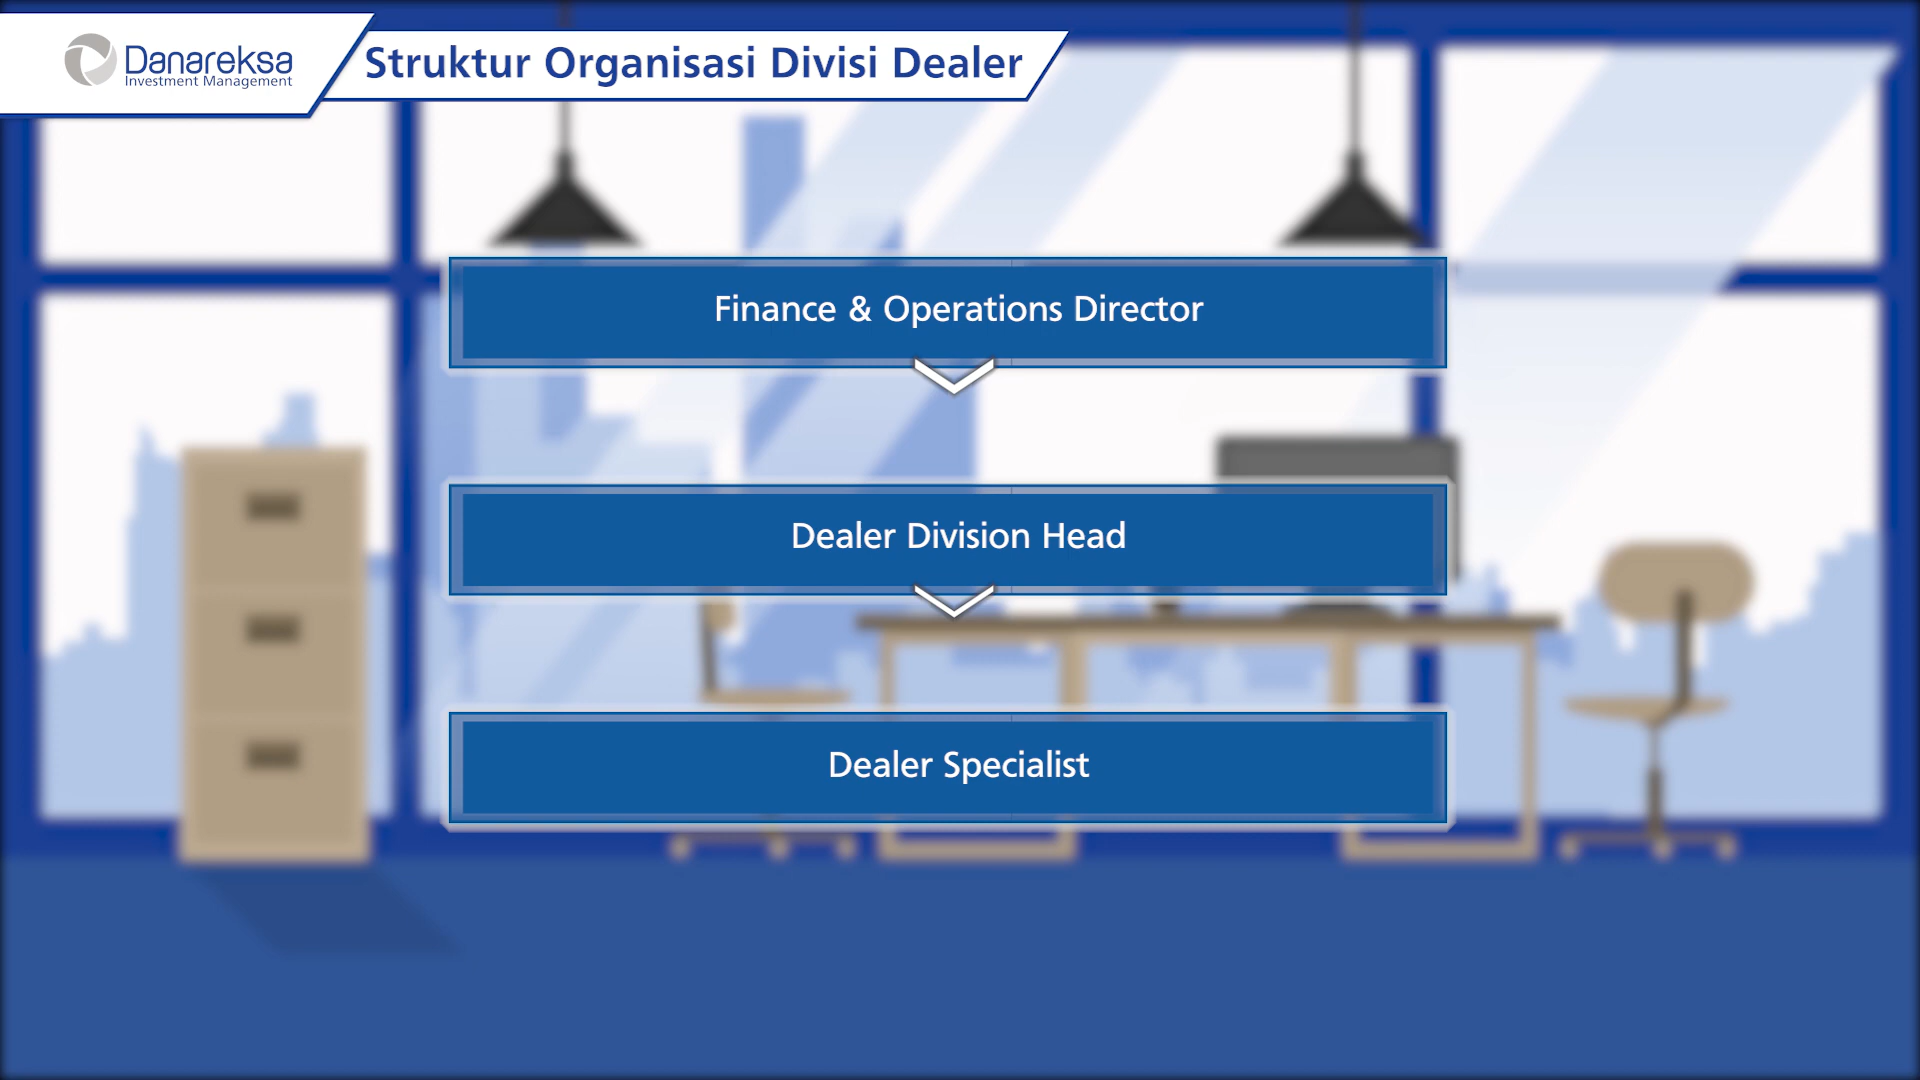 Danareksa
Investment Management
Struktur Organisasi Divisi Dealer
Finance & Operations Director
Dealer Division Head
Dealer Specialist